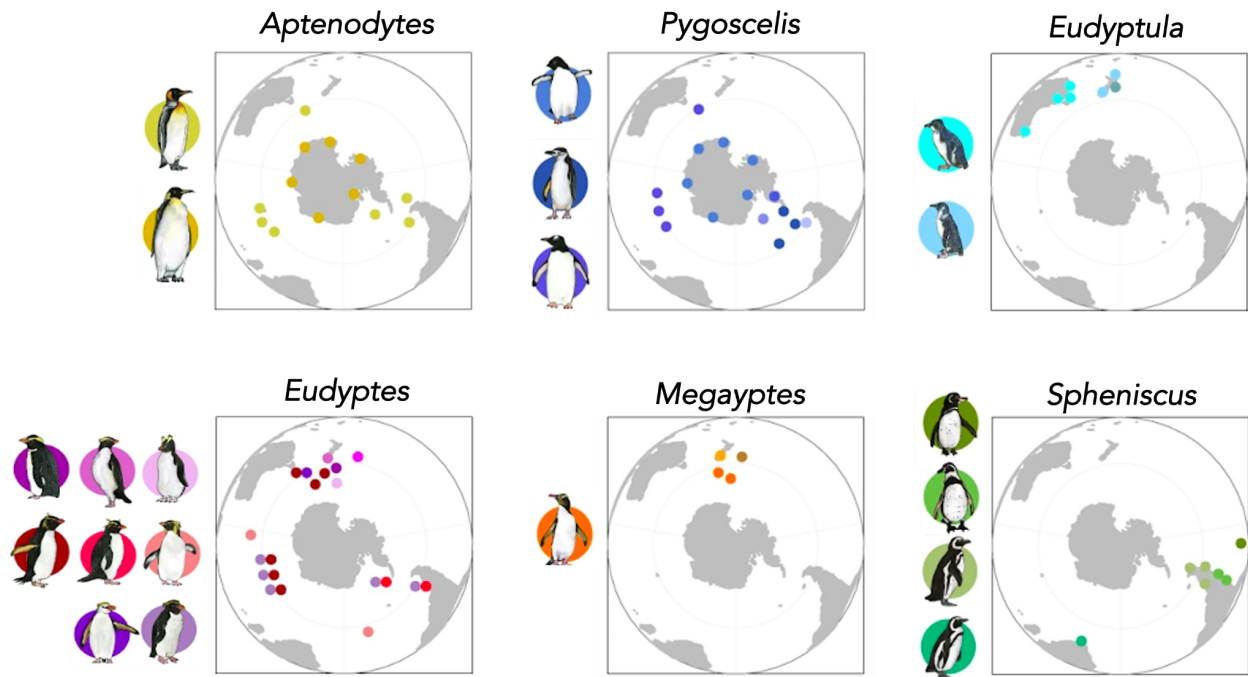 Aptenodytes
Pygoscelis
Eudyptula
Eudyptes
Megayptes
Spheniscus